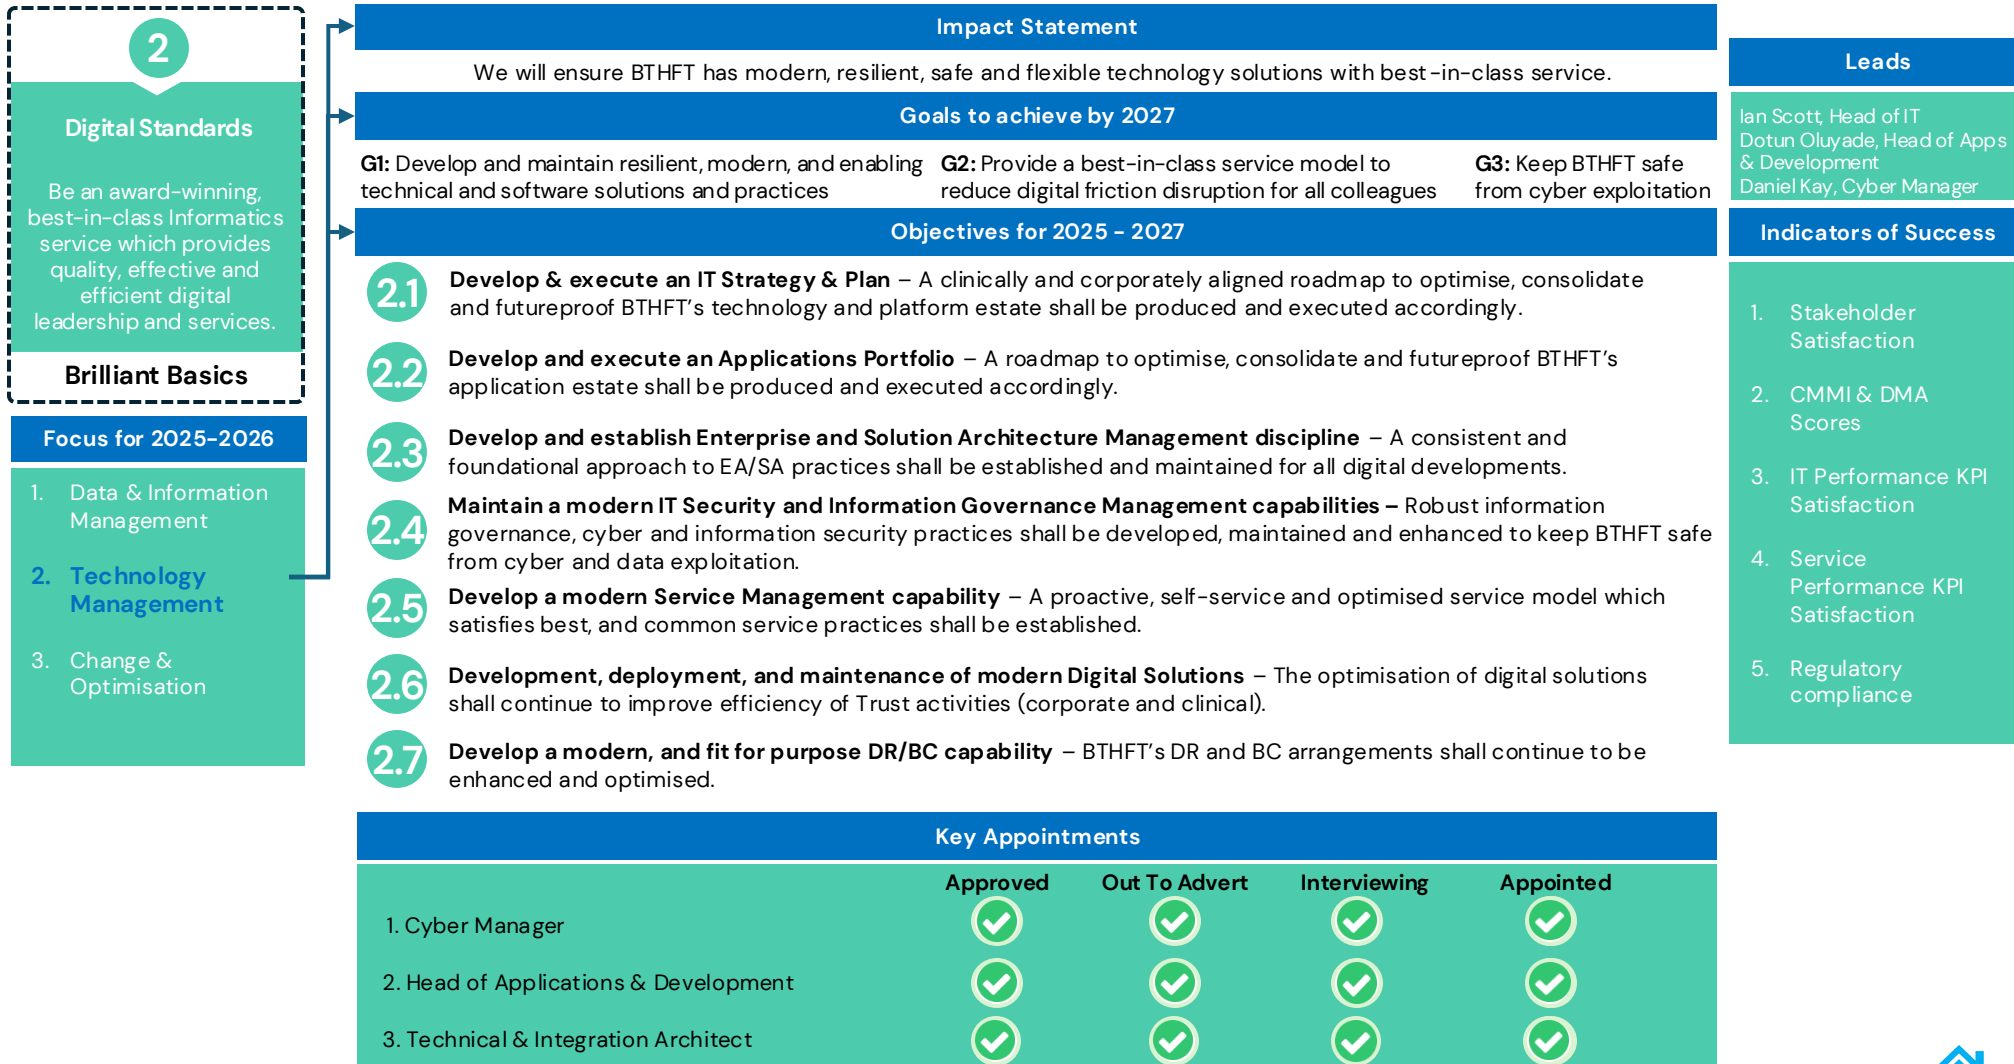 2
Digital Standards
Be an award-winning,
best-in-class Informatics
service which provides
quality, effective and
efficient digital
leadership and services.
Brilliant Basics
Focus for 2025-2026
1. Data & Information
Management
2. Technology
Management
3. Change &
Optimisation
Impact Statement
We will ensure BTHFT has modern, resilient, safe and flexible technology solutions with best-in-class service.
Goals to achieve by 2027
G1: Develop and maintain resilient, modern, and enabling
technical and software solutions and practices
G2: Provide a best-in-class service model to
reduce digital friction disruption for all colleagues
G3: Keep BTHFT safe
from cyber exploitation
Objectives for 2025 - 2027
2.1
Develop & execute an IT Strategy & Plan – A clinically and corporately aligned roadmap to optimise, consolidate
and futureproof BTHFT's technology and platform estate shall be produced and executed accordingly.
2.2
Develop and execute an Applications Portfolio – A roadmap to optimise, consolidate and futureproof BTHFT's
application estate shall be produced and executed accordingly.
2.3
Develop and establish Enterprise and Solution Architecture Management discipline – A consistent and
foundational approach to EA/SA practices shall be established and maintained for all digital developments.
2.4
Maintain a modern IT Security and Information Governance Management capabilities – Robust information
governance, cyber and information security practices shall be developed, maintained and enhanced to keep BTHFT safe
from cyber and data exploitation.
2.5
Develop a modern Service Management capability – A proactive, self-service and optimised service model which
satisfies best, and common service practices shall be established.
2.6
Development, deployment, and maintenance of modern Digital Solutions – The optimisation of digital solutions
shall continue to improve efficiency of Trust activities (corporate and clinical).
2.7
Develop a modern, and fit for purpose DR/BC capability – BTHFT's DR and BC arrangements shall continue to be
enhanced and optimised.
Key Appointments
Approved Out To Advert Interviewing Appointed
1. Cyber Manager
2. Head of Applications & Development
3. Technical & Integration Architect
Leads
Ian Scott, Head of IT
Dotun Oluyade, Head of Apps
& Development
Daniel Kay, Cyber Manager
Indicators of Success
1. Stakeholder
Satisfaction
2. CMMI & DMA
Scores
3. IT Performance KPI
Satisfaction
4. Service
Performance KPI
Satisfaction
5. Regulatory
compliance